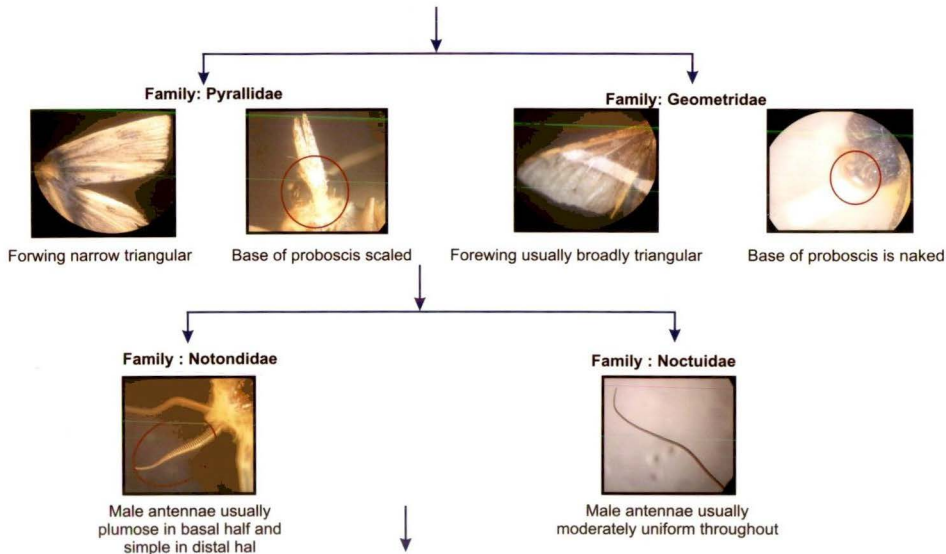 Family: Pyrallidae
Family: Geometridae
Forwing narrow triangular
Base of proboscis scaled
Forewing usually broadly triangular
Base of proboscis is naked
Family : Notondidae
Family : Noctuidae
Male antennae usually
plumose in basal half and
simple in distal hal
Male antennae usually
moderately uniform throughout